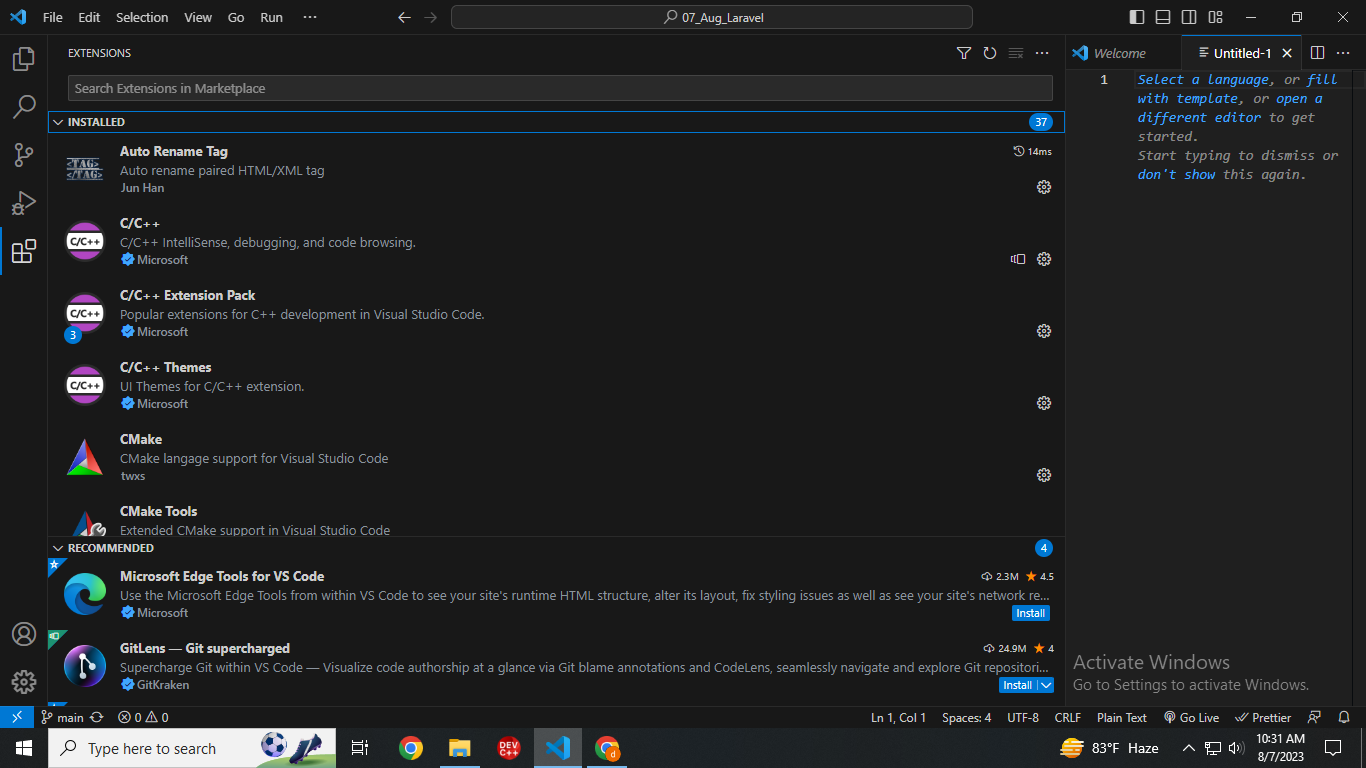 File Edit Selection View Go Run ···
07_Aug_Laravel
EXTENSIONS
Welcome
Untitled-1
Search Extensions in Marketplace
INSTALLED
37
Auto Rename Tag
14ms
Auto rename paired HTML/XML tag
Jun Han
<TAG>
</TAG>
C/C++
C/C++
C/C++ IntelliSense, debugging, and code browsing.
Microsoft
C/C++ Extension Pack
C/C++
Popular extensions for C++ development in Visual Studio Code.
3
Microsoft
C/C++ Themes
C/C++
UI Themes for C/C++ extension.
Microsoft
CMake
CMake langage support for Visual Studio Code
twxs
CMake Tools
Extended CMake support in Visual Studio Code
RECOMMENDED
4
Microsoft Edge Tools for VS Code
2.3M
4.5
Use the Microsoft Edge Tools from within VS Code to see your site's runtime HTML structure, alter its layout, fix styling issues as well as see your site's network re...
Microsoft
Install
GitLens — Git supercharged
24.9M
4
Supercharge Git within VS Code — Visualize code authorship at a glance via Git blame annotations and CodeLens, seamlessly navigate and explore Git repositori...
GitKraken
Install
1
Select a language, or fill
with template, or open a
different editor to get
started.
Start typing to dismiss or
don't show this again.
Activate Windows
Go to Settings to activate Windows.
main
0
0
Ln 1, Col 1
Spaces: 4
UTF-8
CRLF
Plain Text
Go Live
Prettier
Type here to search
DEV
C++
d
83°F Haze
10:31 AM
8/7/2023